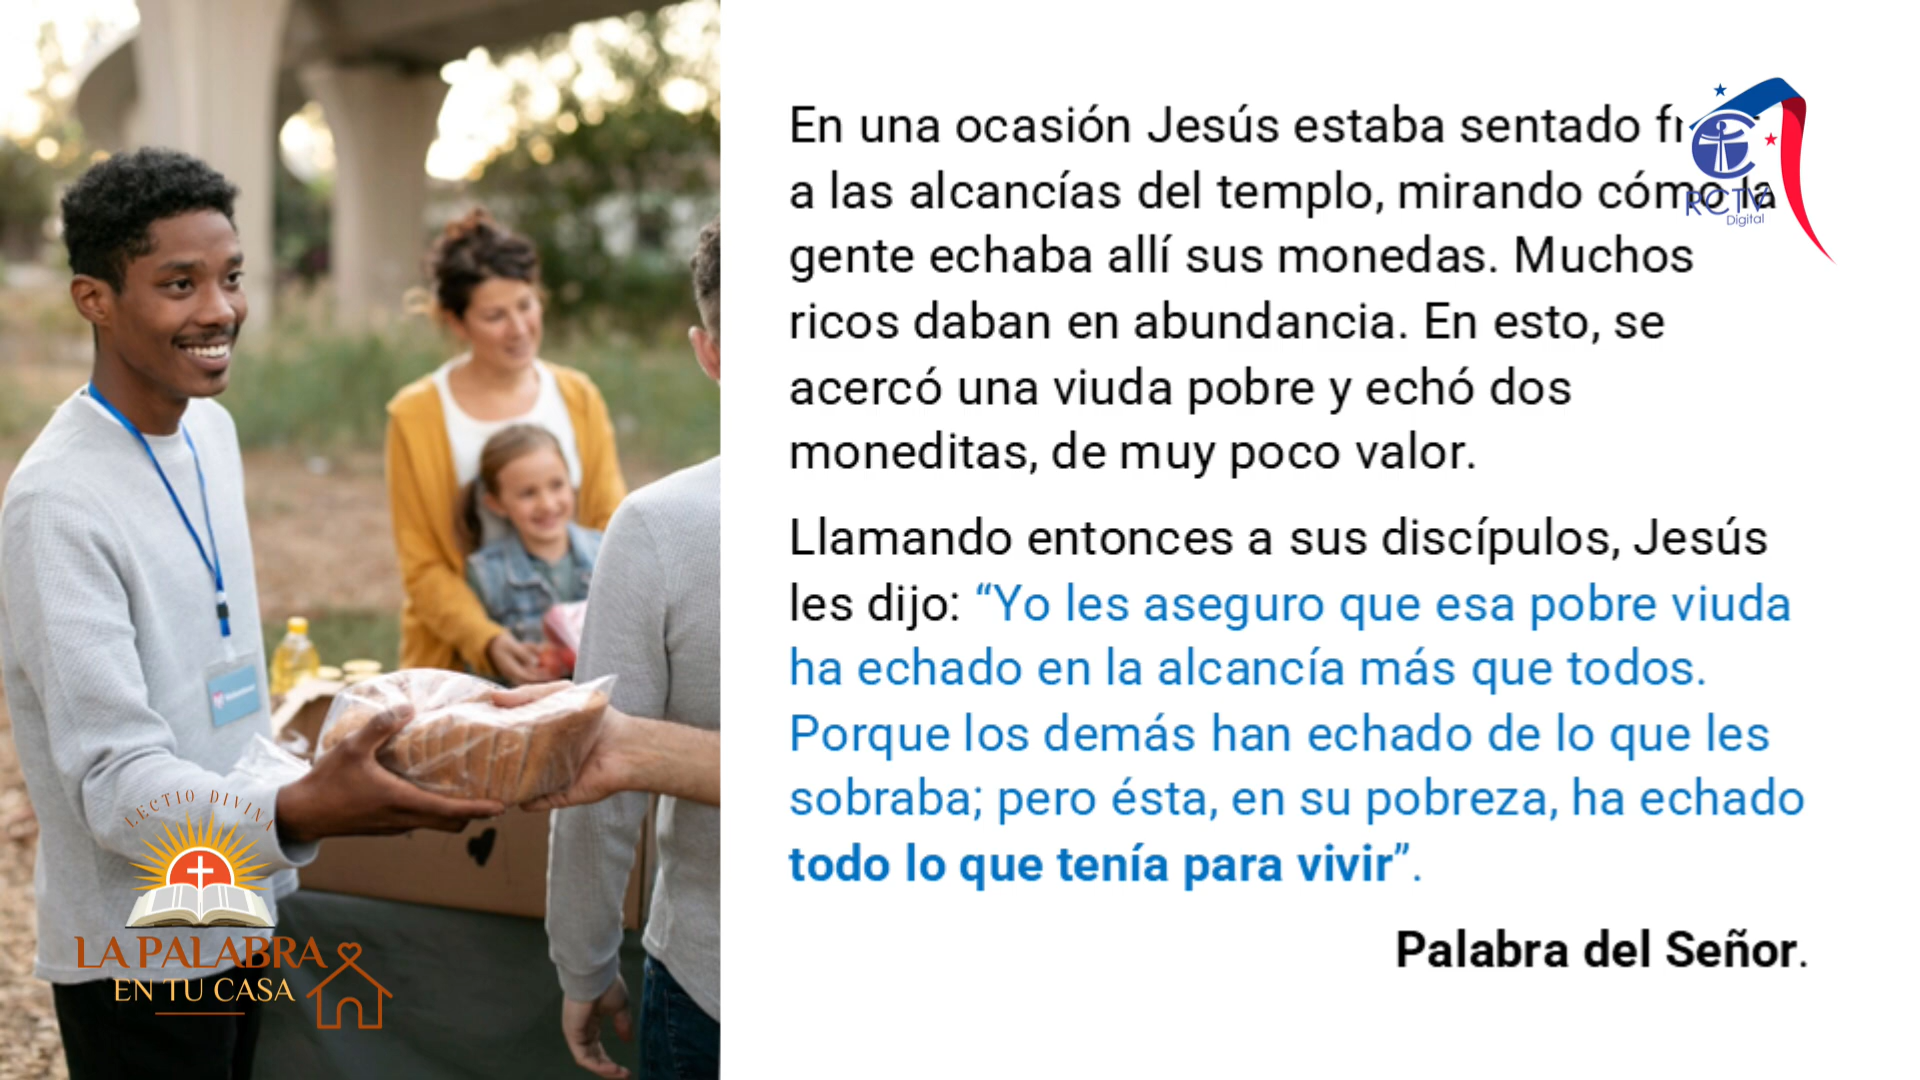 En una ocasión Jesús estaba sentado
a las alcancías del templo, mirando cómo la
gente echaba allí sus monedas. Muchos
ricos daban en abundancia. En esto, se
acercó una viuda pobre y echó dos
moneditas, de muy poco valor.
Llamando entonces a sus discípulos, Jesús
les dijo: “Yo les aseguro que esa pobre viuda
ha echado en la alcancía más que todos.
Porque los demás han echado de lo que les
sobraba; pero ésta, en su pobreza, ha echado
todo lo que tenía para vivir”.
Palabra del Señor.
RCTV
Digital
LECTIO DIVINA
LA PALABRA
EN TU CASA